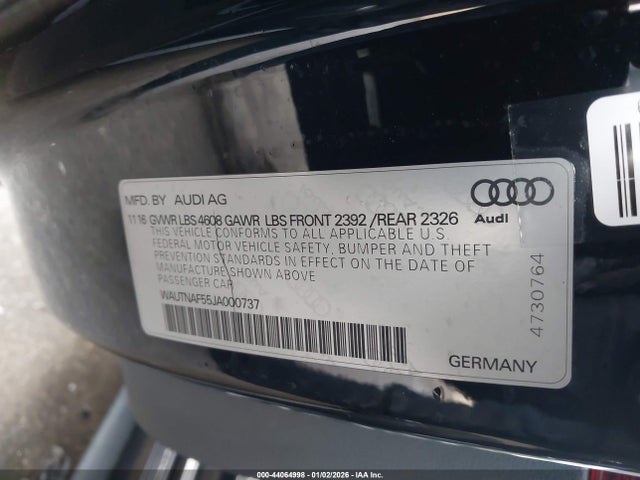 MFD. BY AUDI AG
11 16 GVWR LBS 4608 GAWR LBS FRONT 2392 /REAR 2326
THIS VEHICLE CONFORMS TO ALL APPLICABLE U.S.
FEDERAL MOTOR VEHICLE SAFETY, BUMPER AND THEFT
PREVENTION STANDARDS IN EFFECT ON THE DATE OF
MANUFACTURE SHOWN ABOVE
PASSENGER CAR
WAUTNAF55JA000737
Audi
4730764
GERMANY
000-44064998 - 01/02/2026 - IAA Inc.